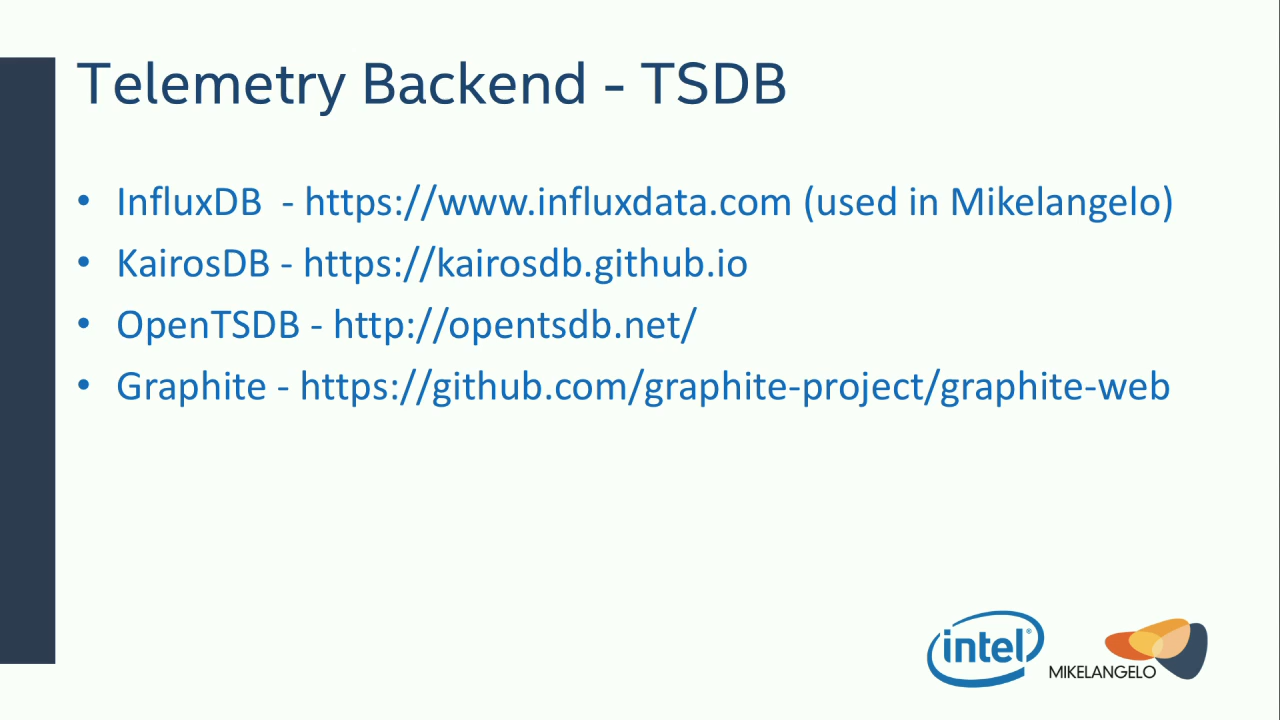 Telemetry Backend - TSDB
• InfluxDB - https://www.influxdata.com (used in Mikelangelo)
• KairosDB - https://kairosdb.github.io
• OpenTSDB - http://opentsdb.net/
• Graphite - https://github.com/graphite-project/graphite-web
intel®
MIKELANGELO